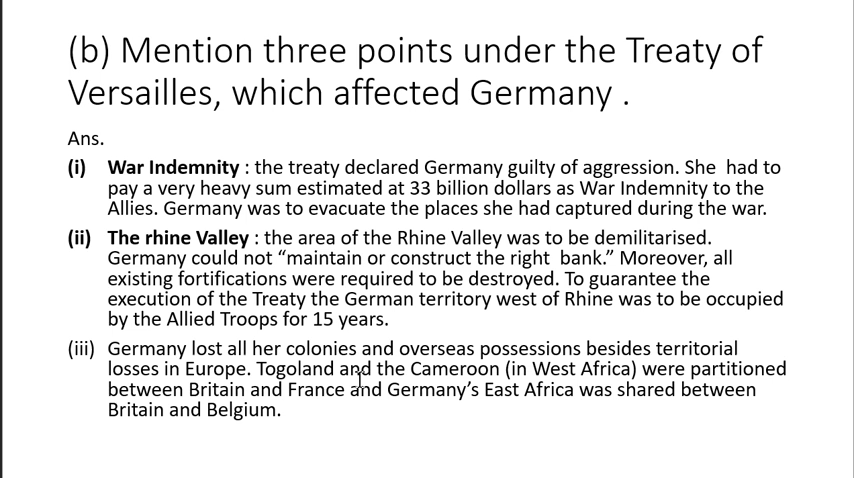 (b) Mention three points under the Treaty of
Versailles, which affected Germany .
Ans.
(i) War Indemnity : the treaty declared Germany guilty of aggression. She  had to
pay a very heavy sum estimated at 33 billion dollars as War Indemnity to the
Allies. Germany was to evacuate the places she had captured during the war.
(ii) The rhine Valley : the area of the Rhine Valley was to be demilitarised.
Germany could not “maintain or construct the right  bank.” Moreover, all
existing fortifications were required to be destroyed. To guarantee the
execution of the Treaty the German territory west of Rhine was to be occupied
by the Allied Troops for 15 years.
(iii) Germany lost all her colonies and overseas possessions besides territorial
losses in Europe. Togoland and the Cameroon (in West Africa) were partitioned
between Britain and France and Germany’s East Africa was shared between
Britain and Belgium.